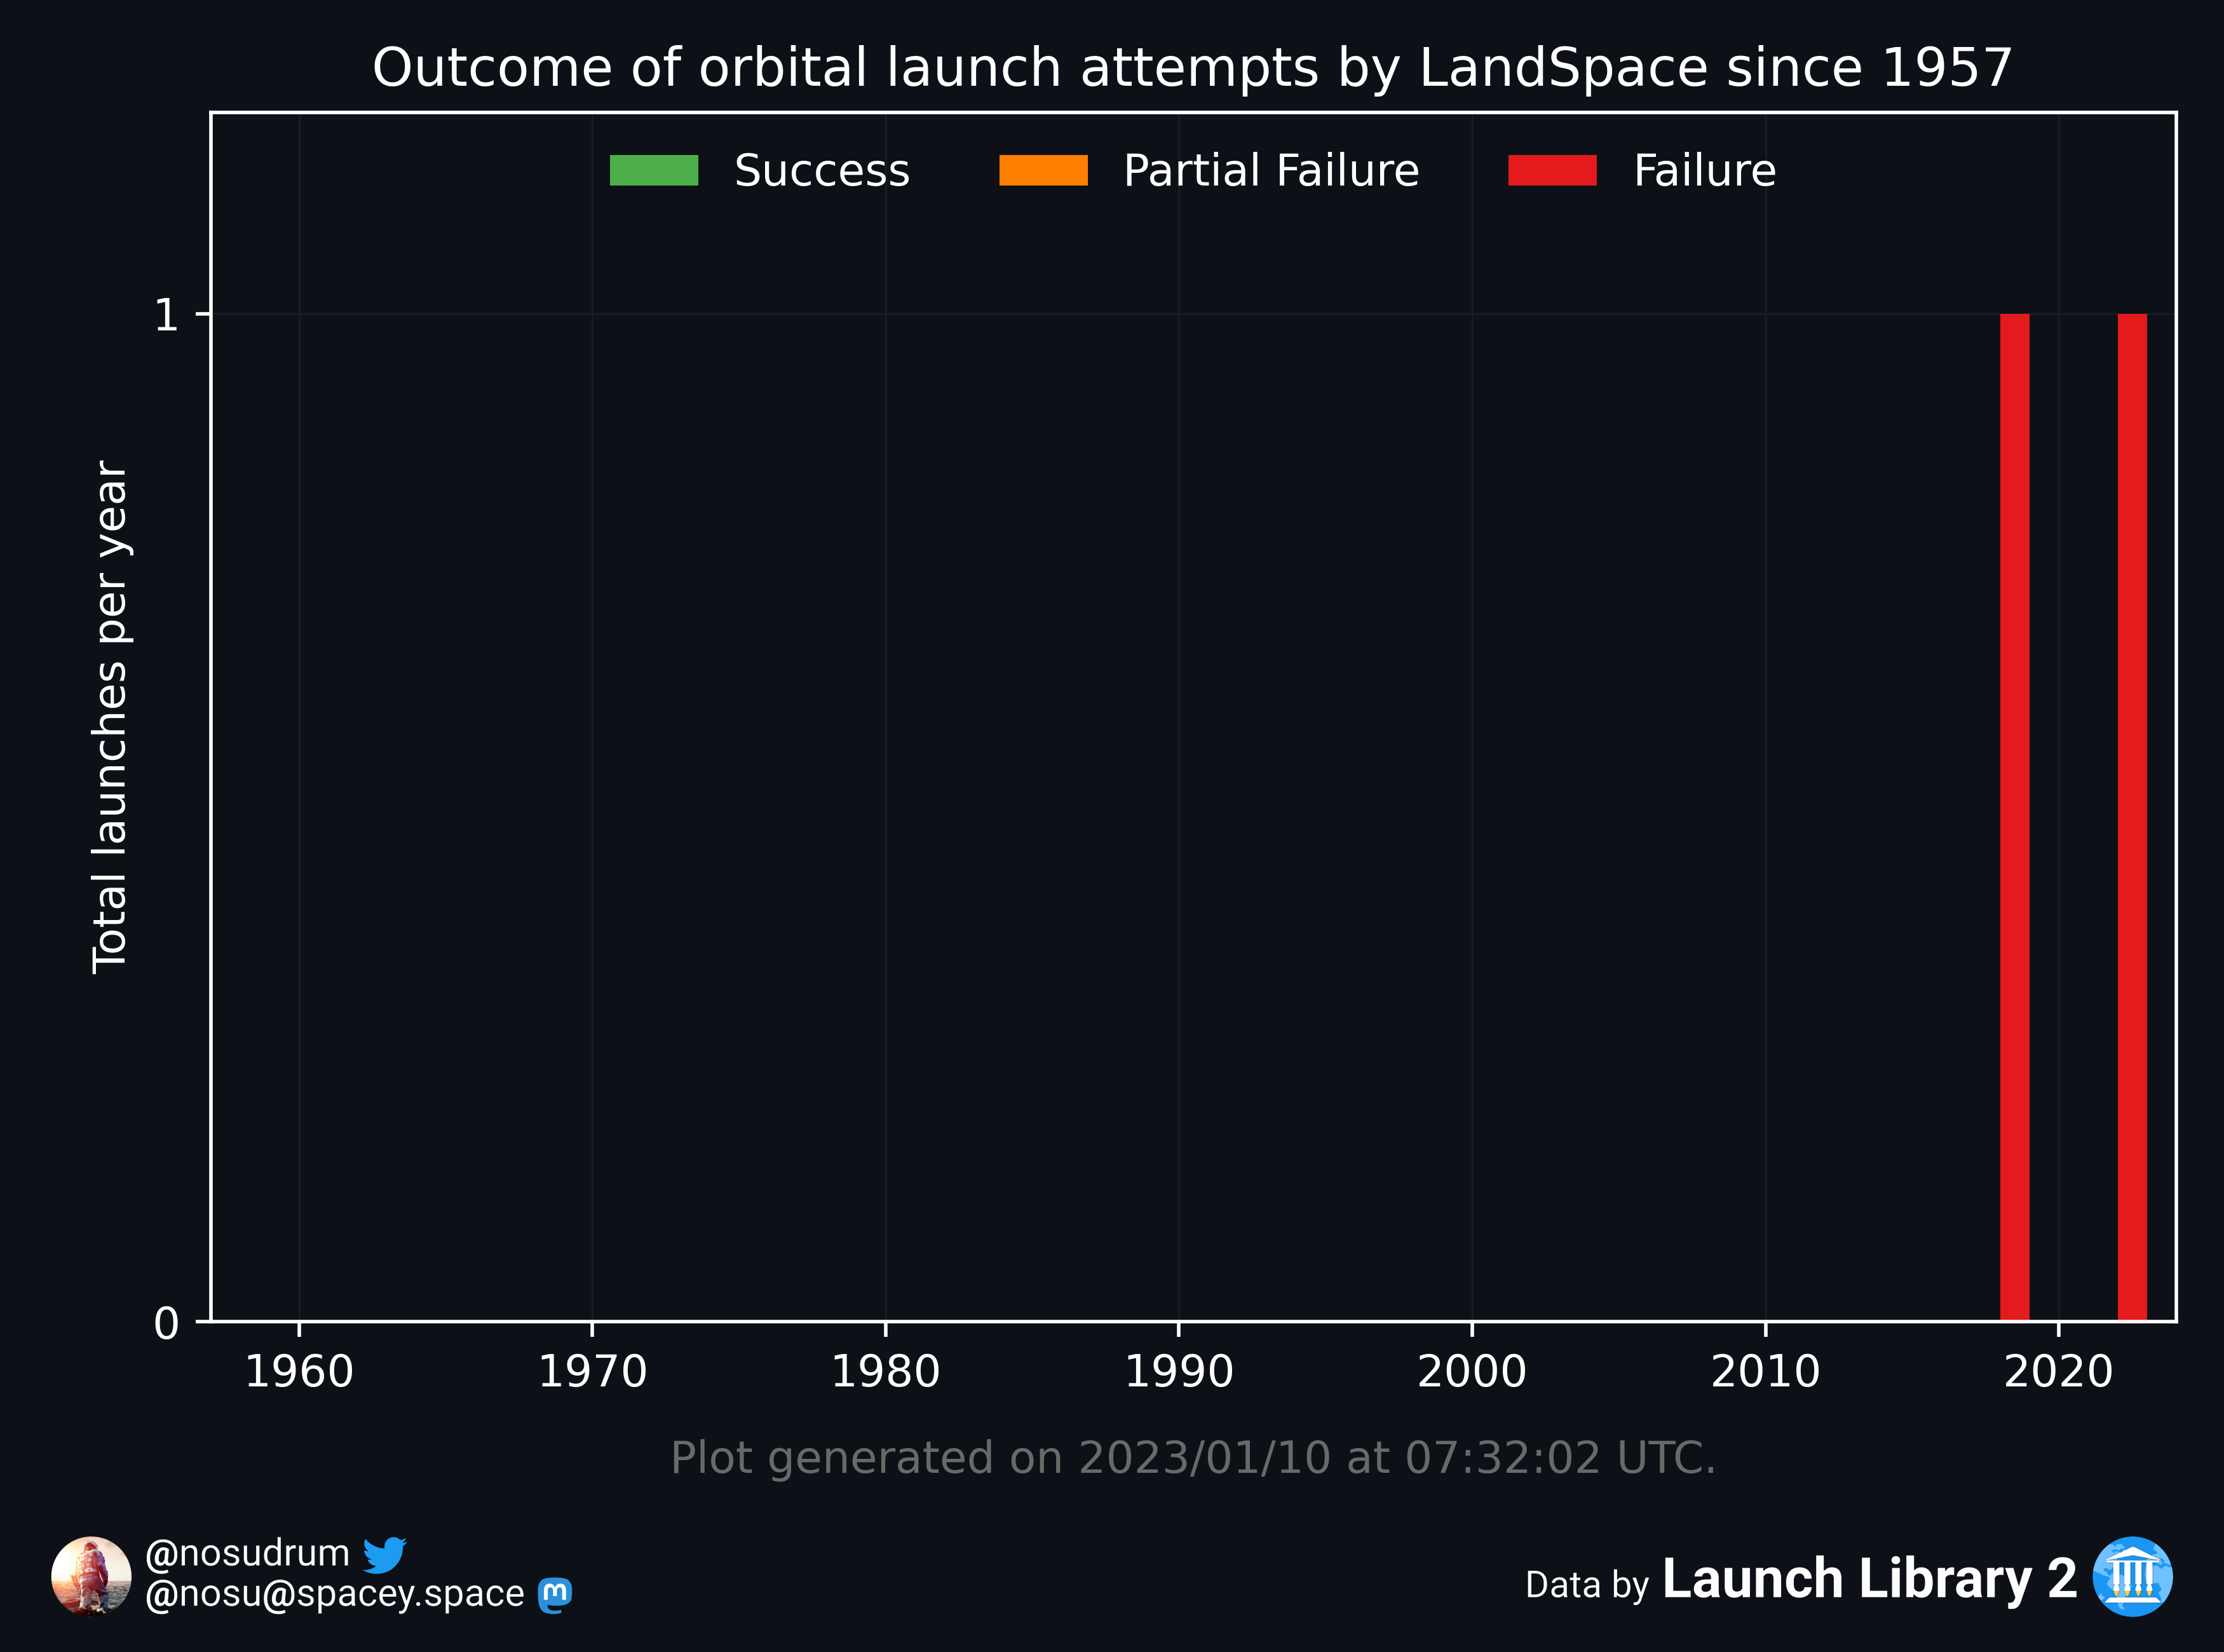 Outcome of orbital launch attempts by LandSpace since 1957
Success Partial Failure Failure
Total launches per year
1
0
1960 1970 1980 1990 2000 2010 2020
Plot generated on 2023/01/10 at 07:32:02 UTC.
@nosudrum
@nosu@spacey.space
Data by Launch Library 2